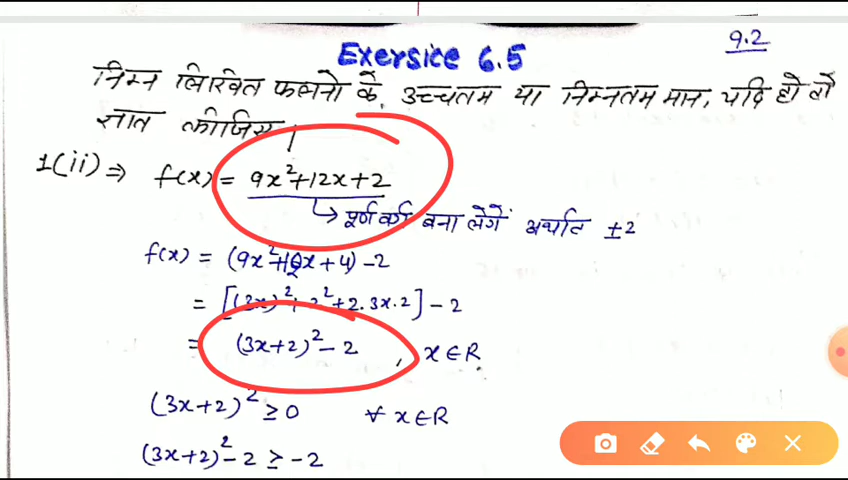 9.2
Exersice 6.5
निम्न लिखित फलनो के, उच्चतम या निम्नतम मान, यदि हो तो
ज्ञात कीजिए।
1(ii) ⇒ f(x) = 9x²+12x+2
↳ पूर्ण वर्ग बना लेगें अर्थात ±2
f(x) = (9x²+12x+4)-2
= [(3x)²+2²+2.3x.2]-2
= (3x+2)²-2 , x∈R
(3x+2)² ≥ 0 ∀ x∈R
(3x+2)²-2 ≥ -2